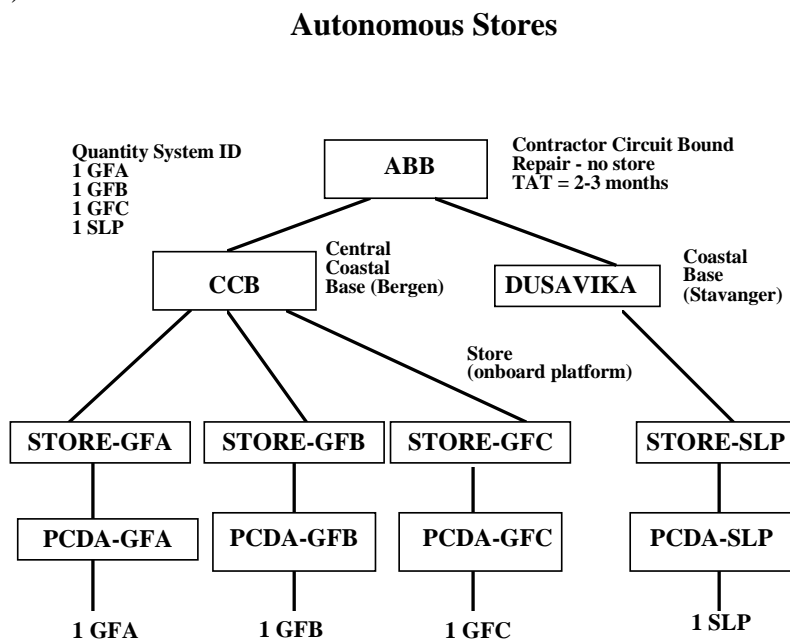 )
Autonomous Stores
Quantity System ID
1 GFA
1 GFB
1 GFC
1 SLP
ABB
Contractor Circuit Bound
Repair - no store
TAT = 2-3 months
CCB
Central
Coastal
Base (Bergen)
DUSAVIKA
Coastal
Base
(Stavanger)
Store
(onboard platform)
STORE-GFA
STORE-GFB
STORE-GFC
STORE-SLP
PCDA-GFA
PCDA-GFB
PCDA-GFC
PCDA-SLP
1 GFA
1 GFB
1 GFC
1 SLP